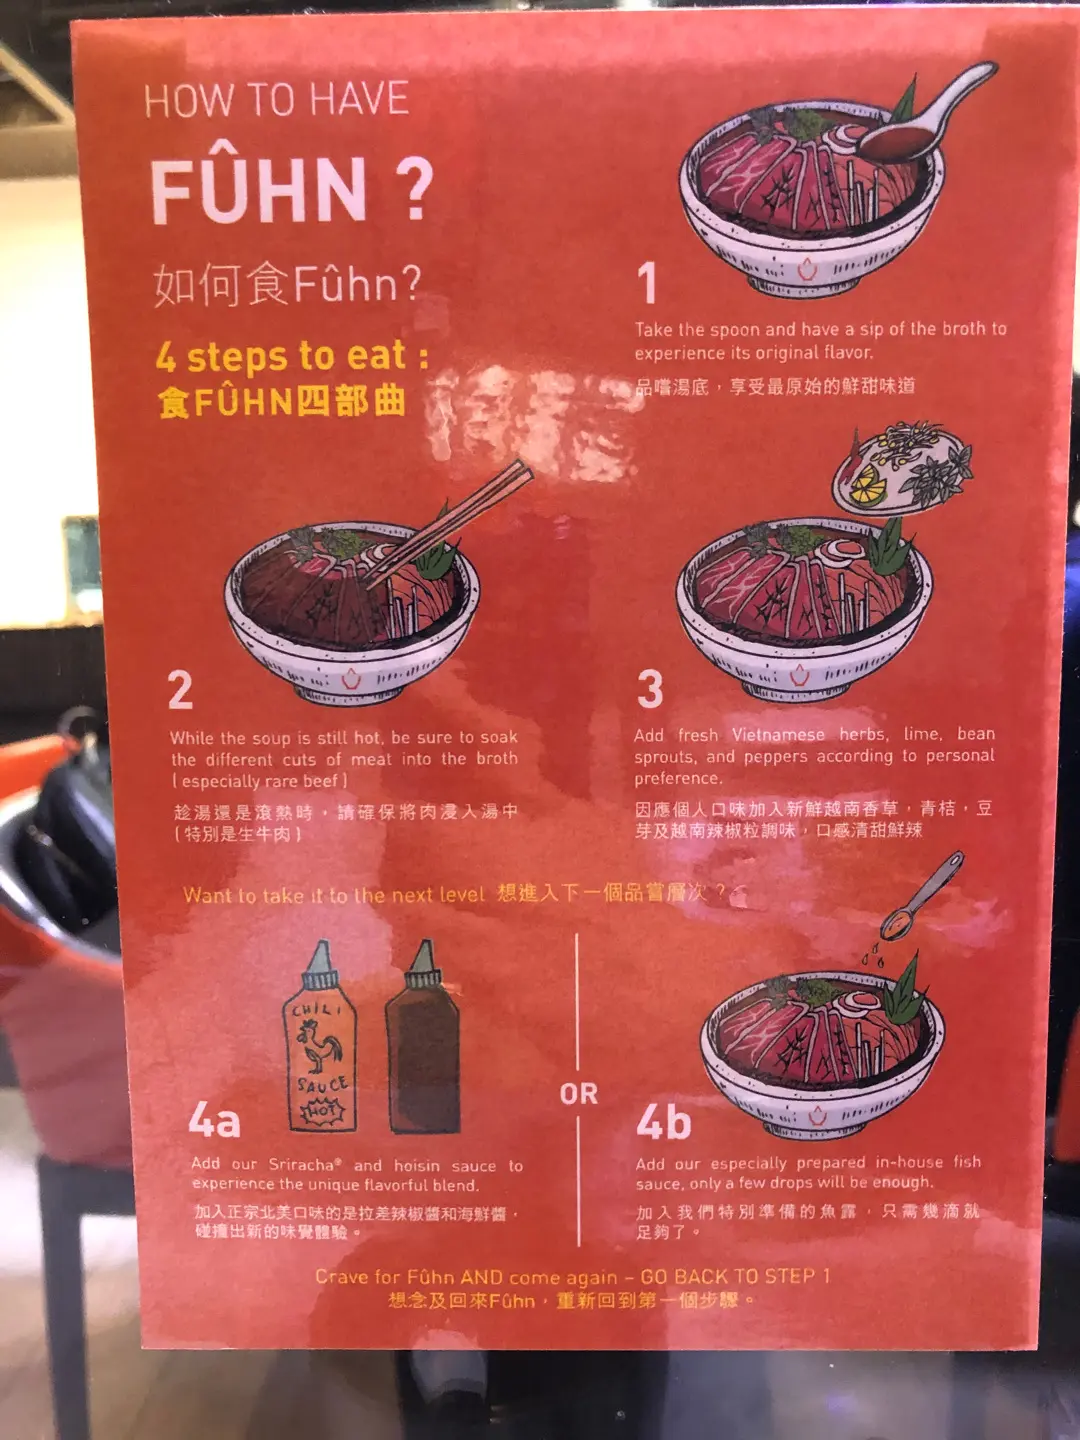 HOW TO HAVE
FÛHN ?
如何食Fûhn?
4 steps to eat :
食FÛHN四部曲
1
Take the spoon and have a sip of the broth to
experience its original flavor.
品嚐湯底，享受最原始的鮮甜味道
2
While the soup is still hot, be sure to soak
the different cuts of meat into the broth
(especially rare beef)
趁湯還是滾熱時，請確保將肉浸入湯中
(特別是生牛肉)
3
Add fresh Vietnamese herbs, lime, bean
sprouts, and peppers according to personal
preference.
因應個人口味加入新鮮越南香草，青桔，豆
芽及越南辣椒粒調味，口感清甜鮮辣
Want to take it to the next level 想進入下一個品嘗層次？
CHILI
SAUCE
HOT
4a
Add our Sriracha® and hoisin sauce to
experience the unique flavorful blend.
加入正宗北美口味的是拉差辣椒醬和海鮮醬，
碰撞出新的味覺體驗。
OR
4b
Add our especially prepared in-house fish
sauce, only a few drops will be enough.
加入我們特別準備的魚露，只需幾滴就
足夠了。
Crave for Fûhn AND come again – GO BACK TO STEP 1
想念及回來Fûhn，重新回到第一個步驟。